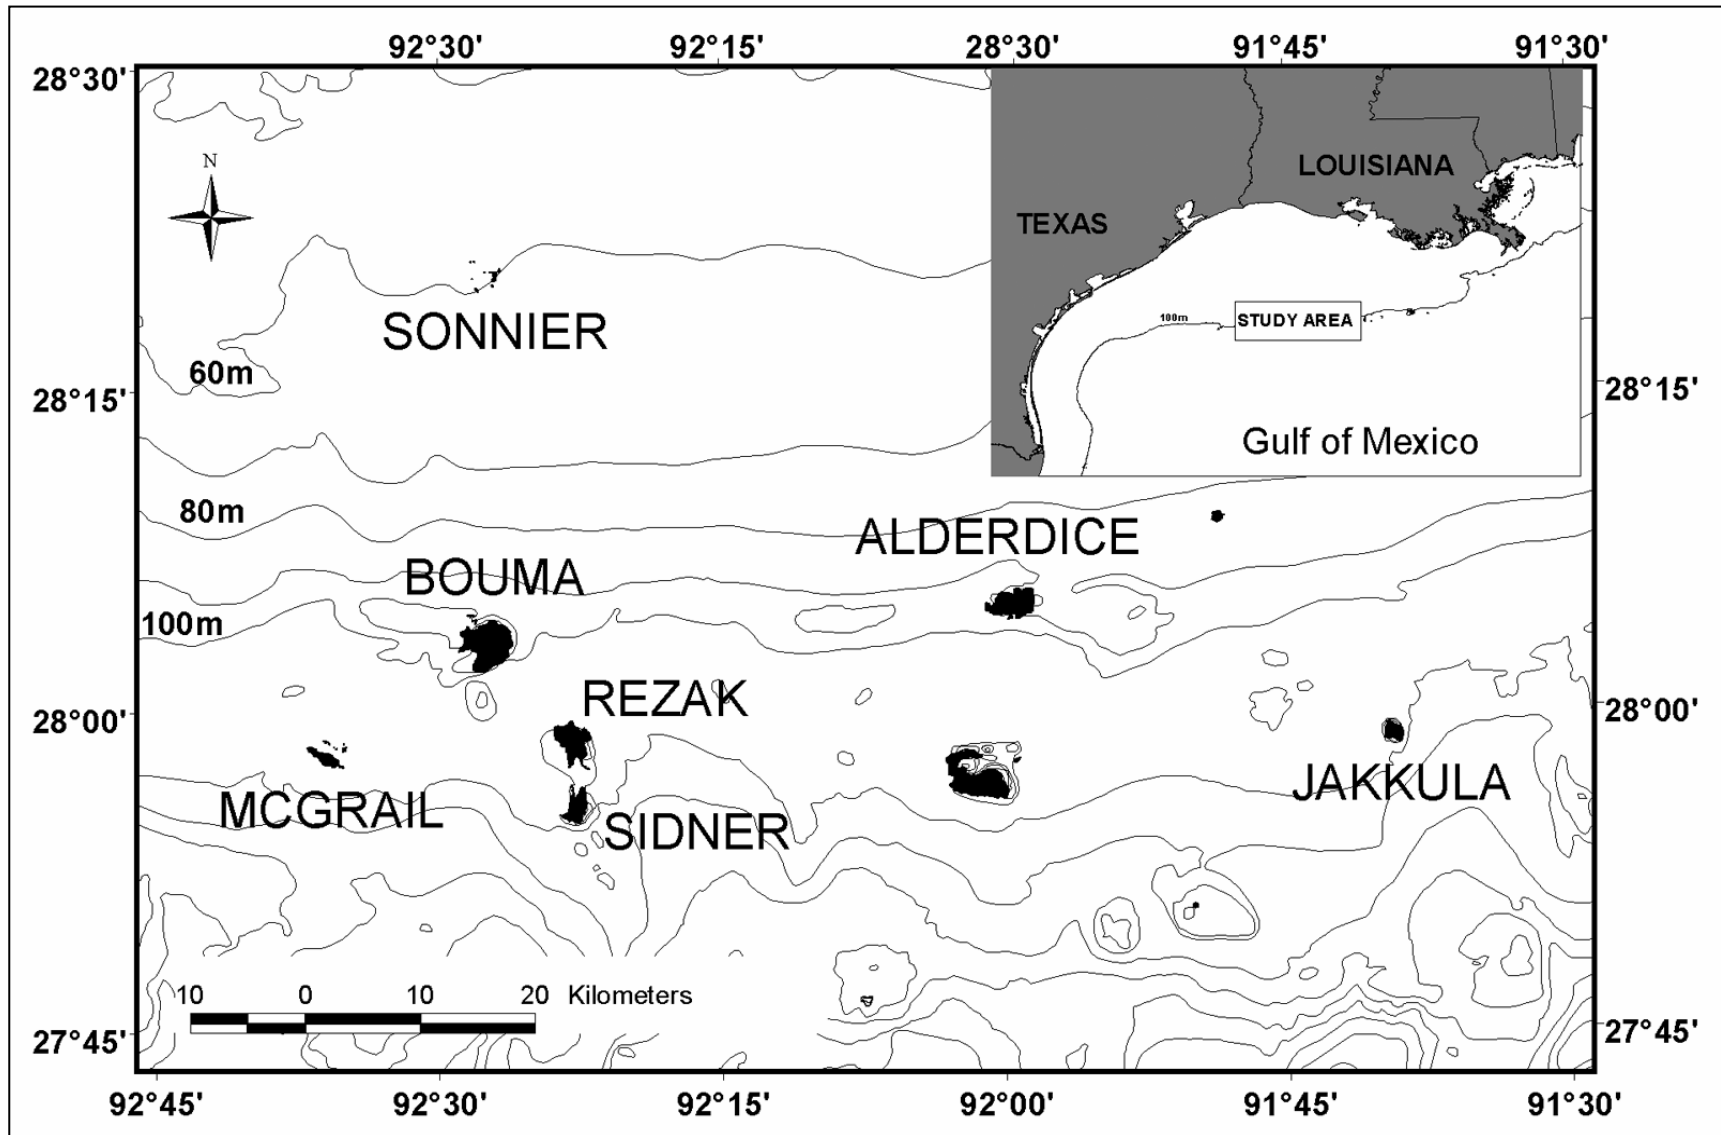 92°30' 92°15' 28°30' 91°45' 91°30'
28°30'
N
LOUISIANA
TEXAS
SONNIER
100m
STUDY AREA
60m
28°15'
28°15'
Gulf of Mexico
80m
ALDERDICE
BOUMA
100m
REZAK
28°00'
28°00'
MCGRAIL
JAKKULA
SIDNER
10 0 10 20 Kilometers
27°45'
27°45'
92°45' 92°30' 92°15' 92°00' 91°45' 91°30'